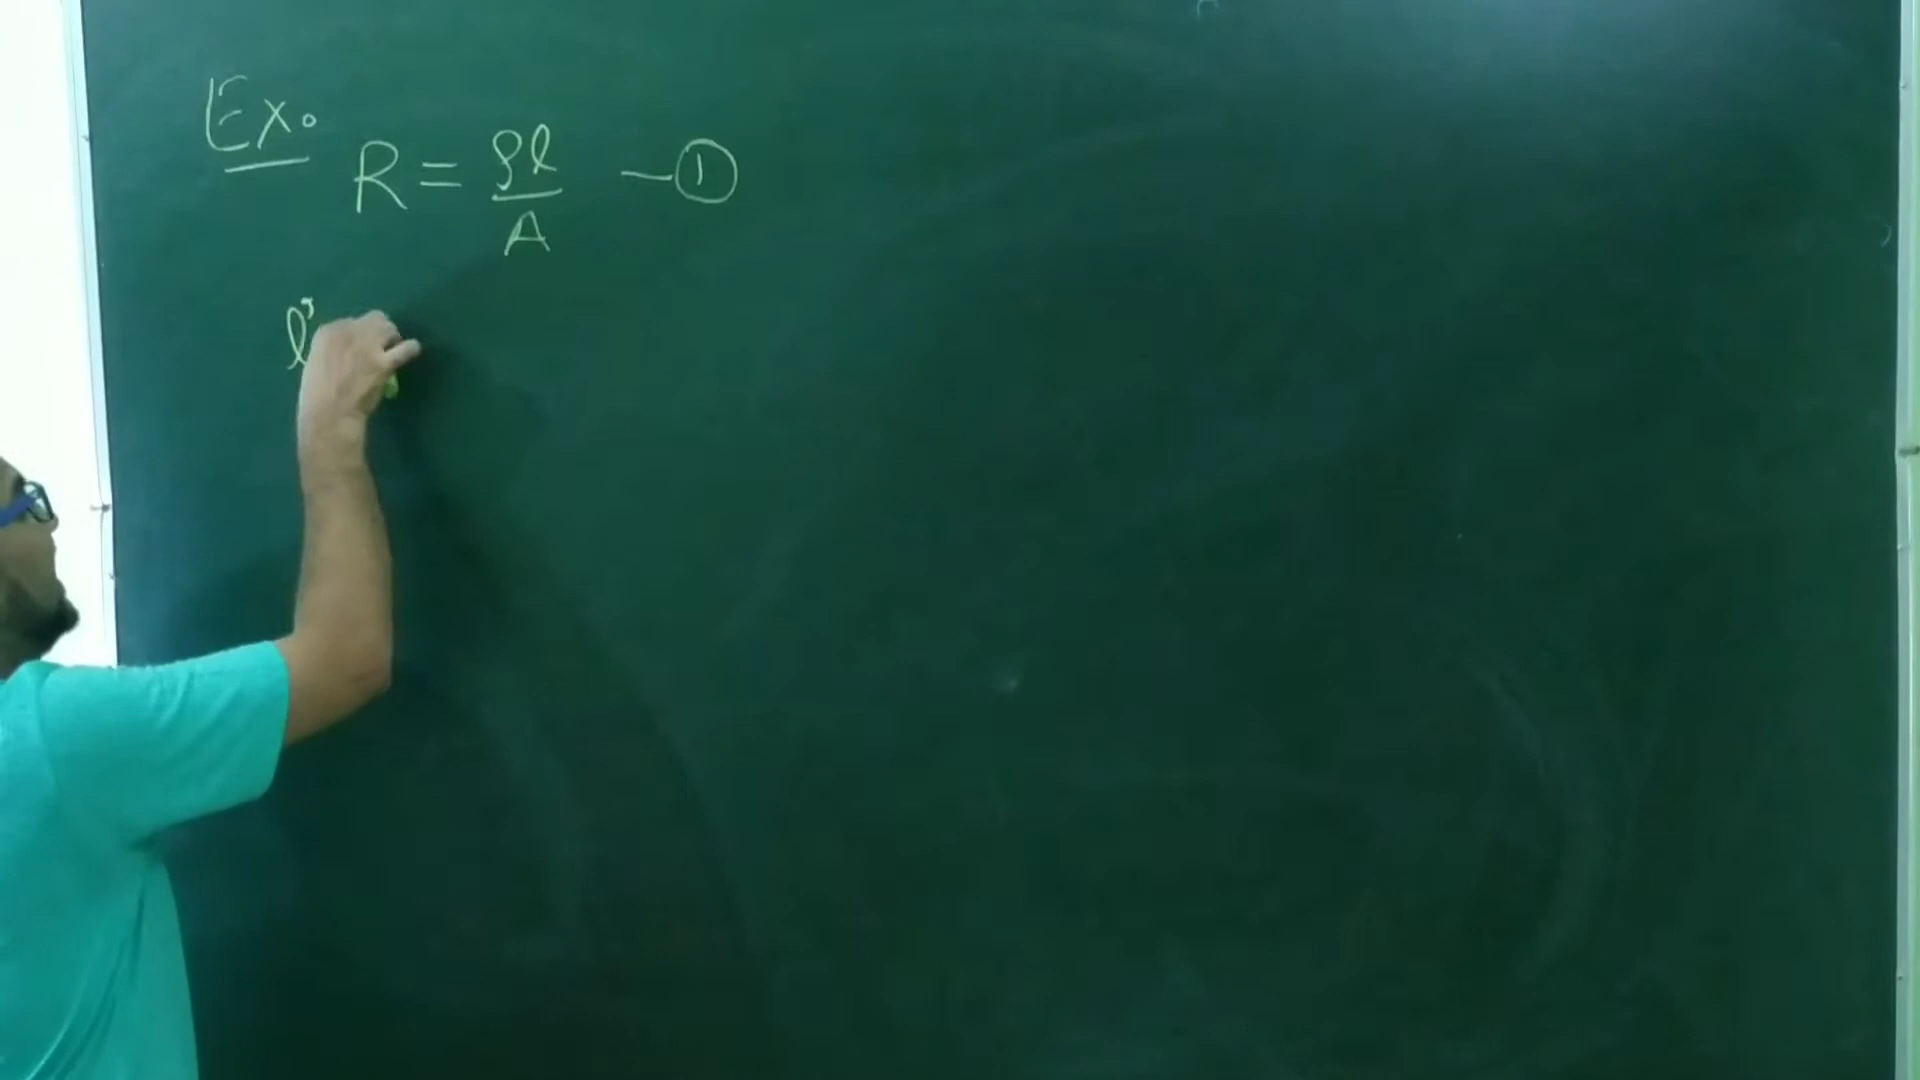 Ex.
R = ρl/A — ①
l'